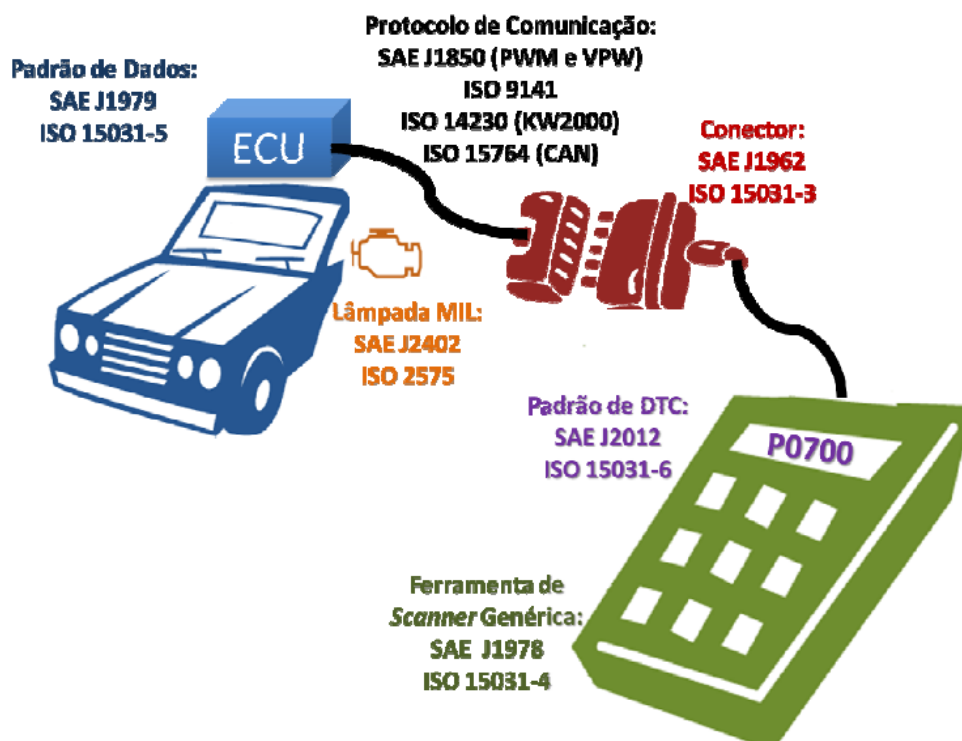 Protocolo de Comunicação:
SAE J1850 (PWM e VPW)
ISO 9141
ISO 14230 (KW2000)
ISO 15764 (CAN)
Padrão de Dados:
SAE J1979
ISO 15031-5
ECU
Conector:
SAE J1962
ISO 15031-3
Lâmpada MIL:
SAE J2402
ISO 2575
Padrão de DTC:
SAE J2012
ISO 15031-6
P0700
Ferramenta de
Scanner Genérica:
SAE J1978
ISO 15031-4